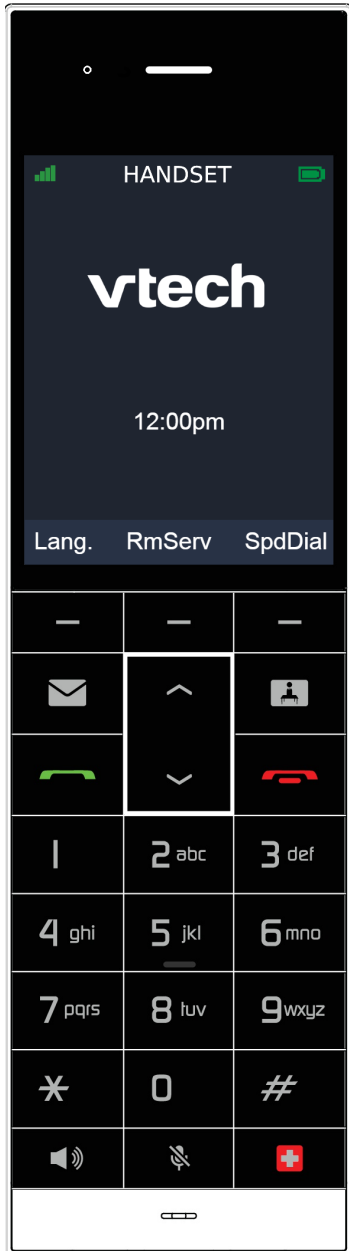 HANDSET
vtech
12:00pm
Lang. RmServ SpdDial
1 2 abc 3 def
4 ghi 5 jkl 6 mno
7 pqrs 8 tuv 9 wxyz
* 0 #